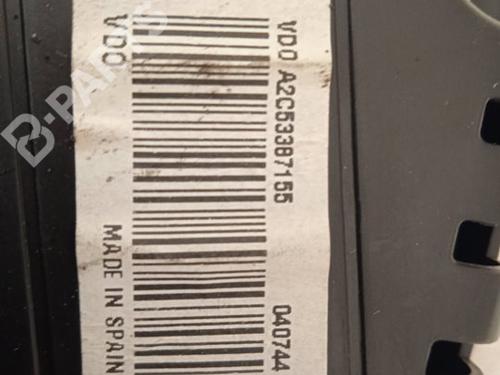 VDO A2C53387155
040744
VDO
MADE IN SPAIN
B-PARTS